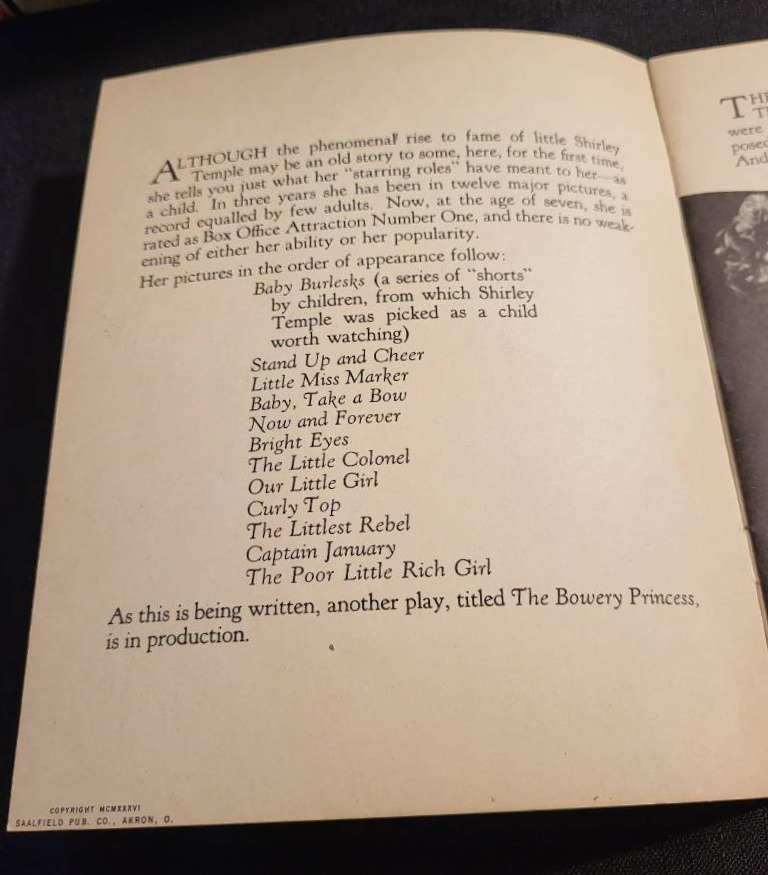 ALTHOUGH the phenomenal rise to fame of little Shirley
Temple may be an old story to some, here, for the first time,
she tells you just what her "starring roles" have meant to her—as
a child. In three years she has been in twelve major pictures, a
record equalled by few adults. Now, at the age of seven, she is
rated as Box Office Attraction Number One, and there is no weak-
ening of either her ability or her popularity.
Her pictures in the order of appearance follow:
Baby Burlesks (a series of "shorts"
by children, from which Shirley
Temple was picked as a child
worth watching)
Stand Up and Cheer
Little Miss Marker
Baby, Take a Bow
Now and Forever
Bright Eyes
The Little Colonel
Our Little Girl
Curly Top
The Littlest Rebel
Captain January
The Poor Little Rich Girl
As this is being written, another play, titled The Bowery Princess,
is in production.
COPYRIGHT MCMXXXVI
SAALFIELD PUB. CO., AKRON, O.
were
And